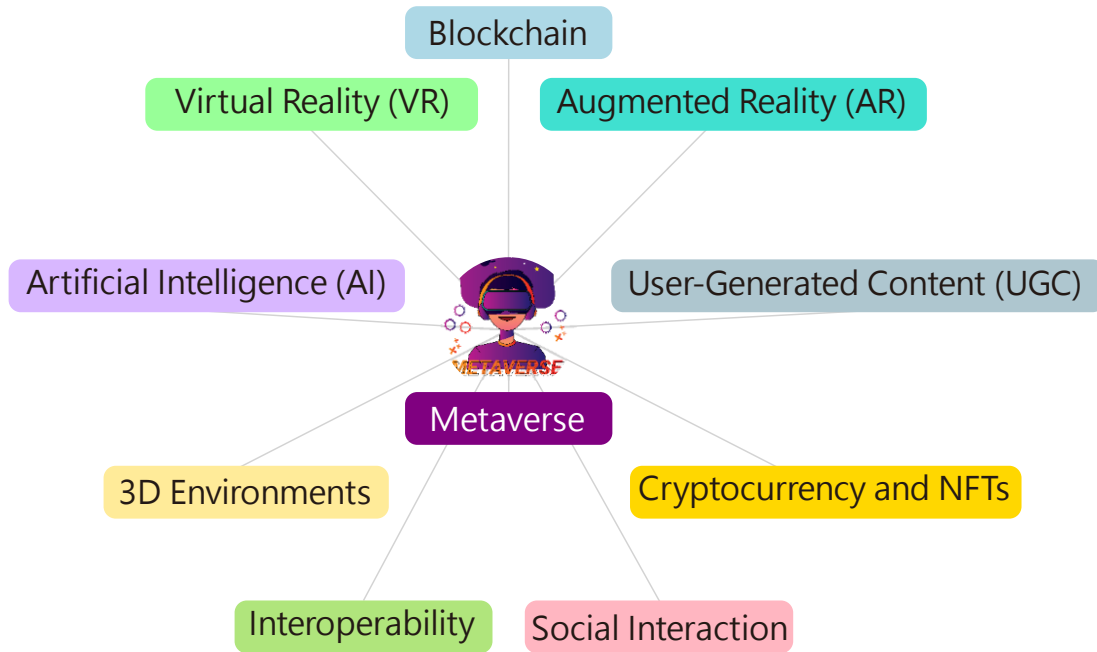 Blockchain
Virtual Reality (VR)
Augmented Reality (AR)
Artificial Intelligence (AI)
User-Generated Content (UGC)
METAVERSE
Metaverse
3D Environments
Cryptocurrency and NFTs
Interoperability
Social Interaction